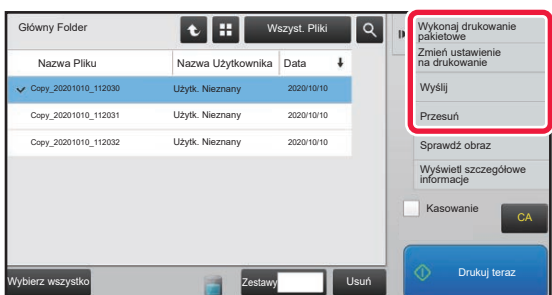 Główny Folder
Wszyst. Pliki
Nazwa Pliku
Nazwa Użytkownika
Data
Copy_20201010_112030
Użytk. Nieznany
2020/10/10
Copy_20201010_112031
Użytk. Nieznany
2020/10/10
Copy_20201010_112032
Użytk. Nieznany
2020/10/10
Wybierz wszystko
Zestawy
Usuń
Wykonaj drukowanie
pakietowe
Zmień ustawienie
na drukowanie
Wyślij
Przesuń
Sprawdź obraz
Wyświetl szczegółowe
informacje
Kasowanie
CA
Drukuj teraz